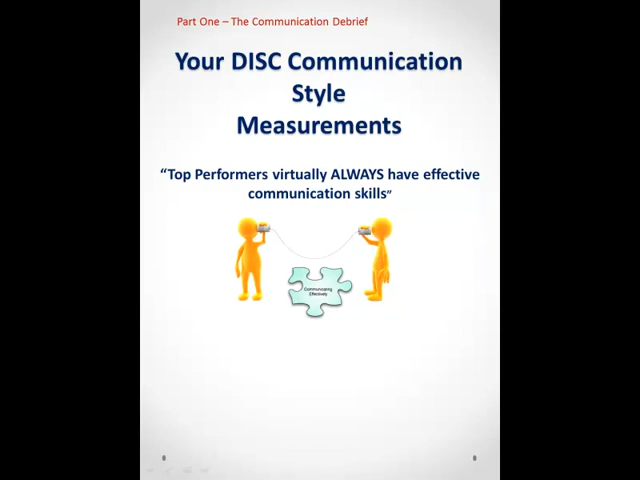 Part One – The Communication Debrief
Your DISC Communication
Style
Measurements
“Top Performers virtually ALWAYS have effective
communication skills”
Communicating
Effectively